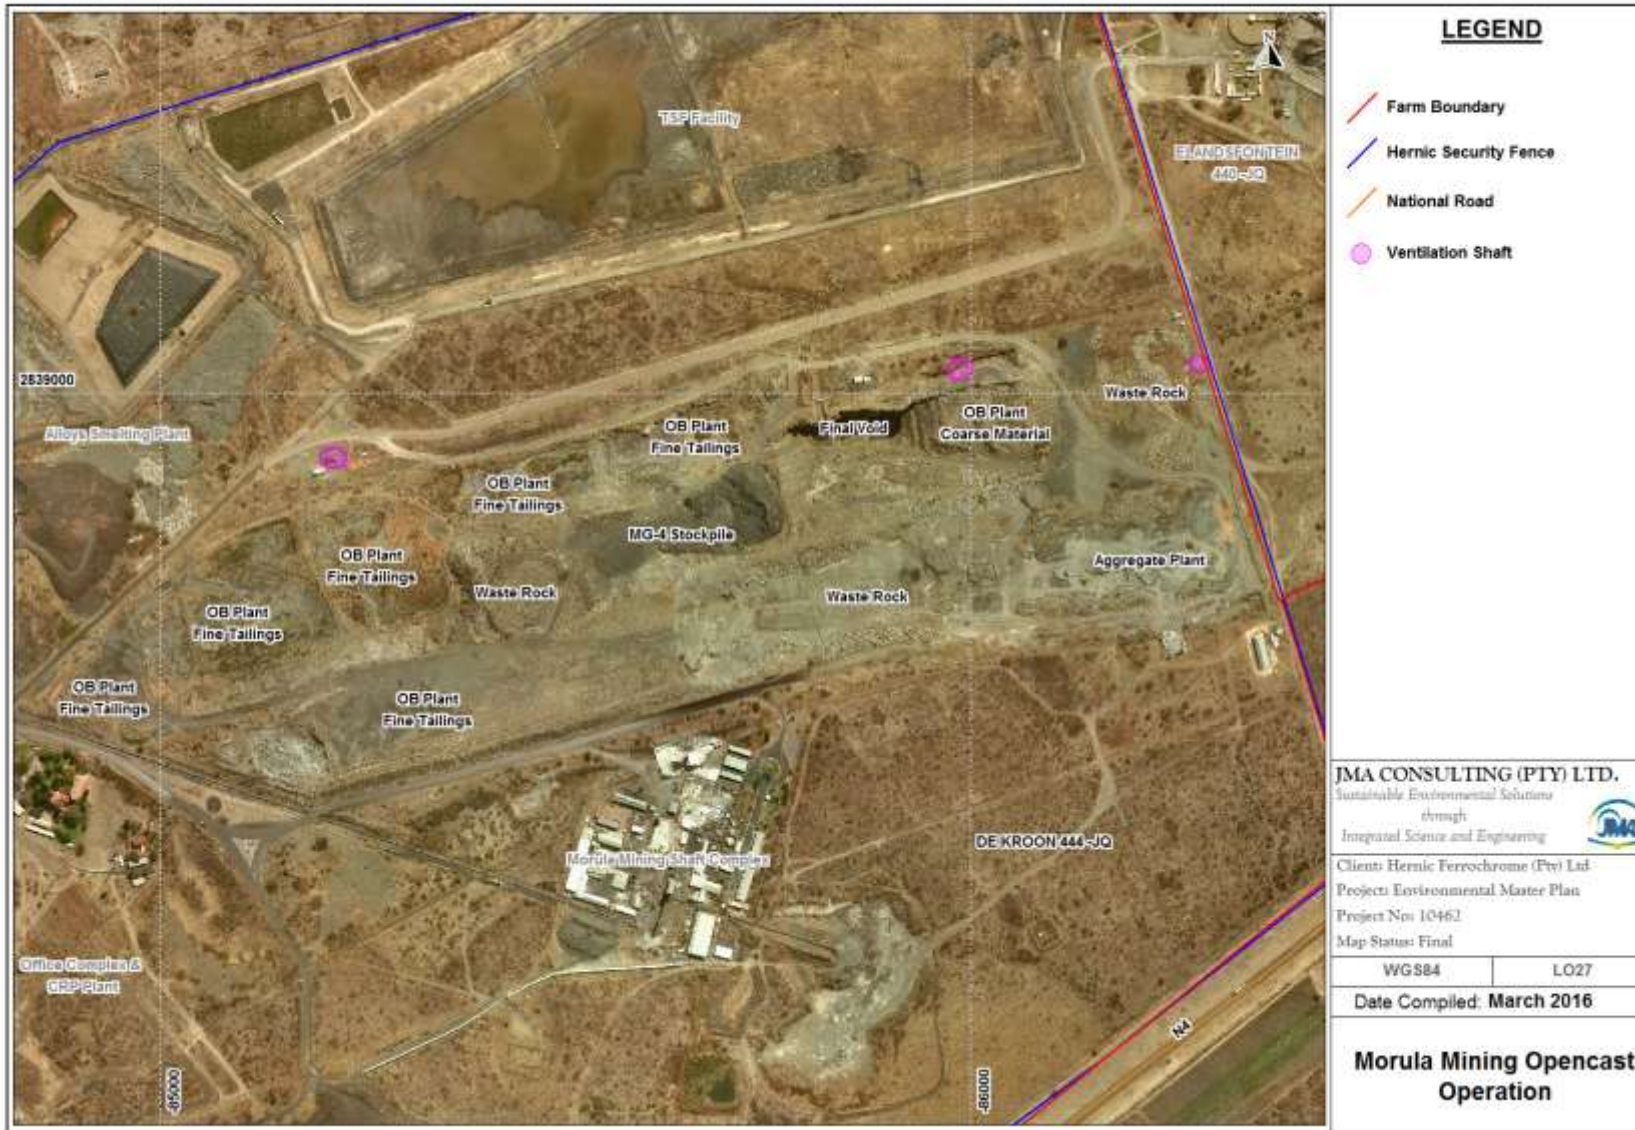 LEGEND
Farm Boundary
Hernic Security Fence
National Road
Ventilation Shaft
N
TSF Facility
ELANDSFONTEIN
440 -JQ
2839000
Alloys Smelting Plant
Waste Rock
OB Plant
Coarse Material
Final Void
OB Plant
Fine Tailings
OB Plant
Fine Tailings
MG-4 Stockpile
OB Plant
Fine Tailings
Waste Rock
Aggregate Plant
Waste Rock
OB Plant
Fine Tailings
OB Plant
Fine Tailings
OB Plant
Fine Tailings
DE KROON 444 -JQ
Morula Mining Shaft Complex
Office Complex &
CRP Plant
N4
-85000
-86000
JMA CONSULTING (PTY) LTD.
Sustainable Environmental Solutions
through
Integrated Science and Engineering
JMA
Client: Hernic Ferrochrome (Pty) Ltd
Project: Environmental Master Plan
Project No: 10462
Map Status: Final
WGS84
LO27
Date Compiled: March 2016
Morula Mining Opencast
Operation